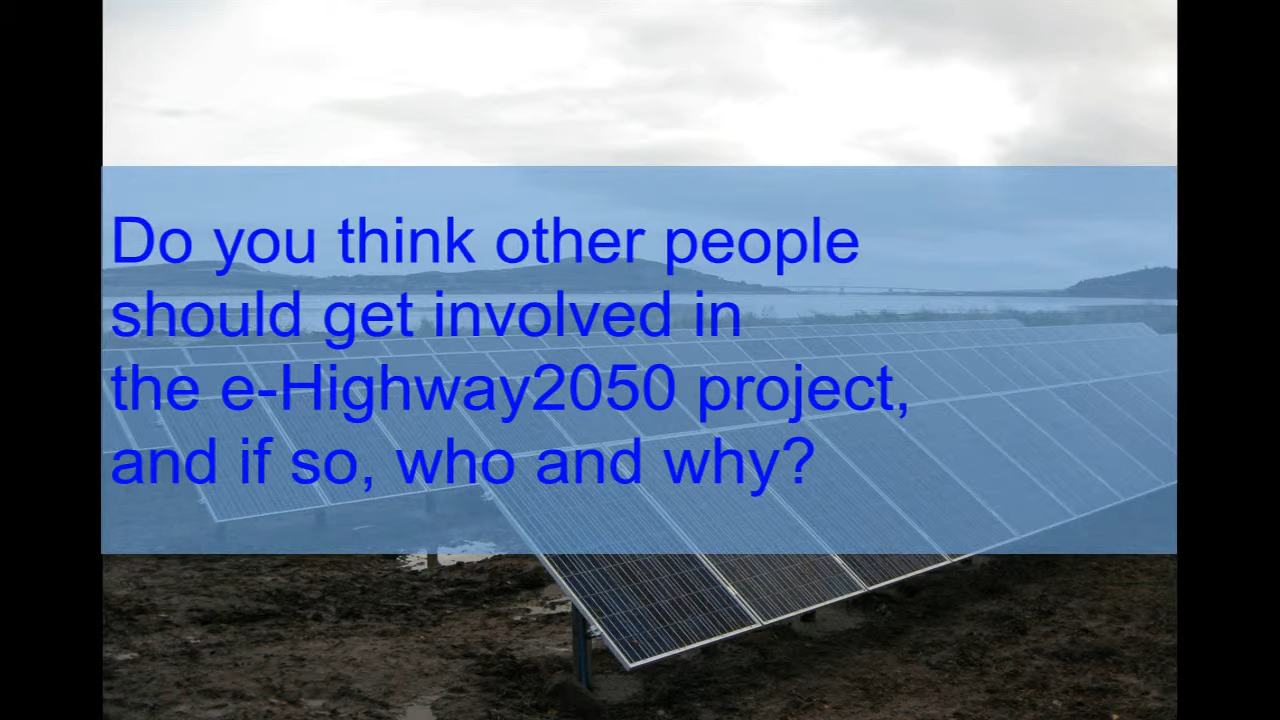 Do you think other people
should get involved in
the e-Highway2050 project,
and if so, who and why?